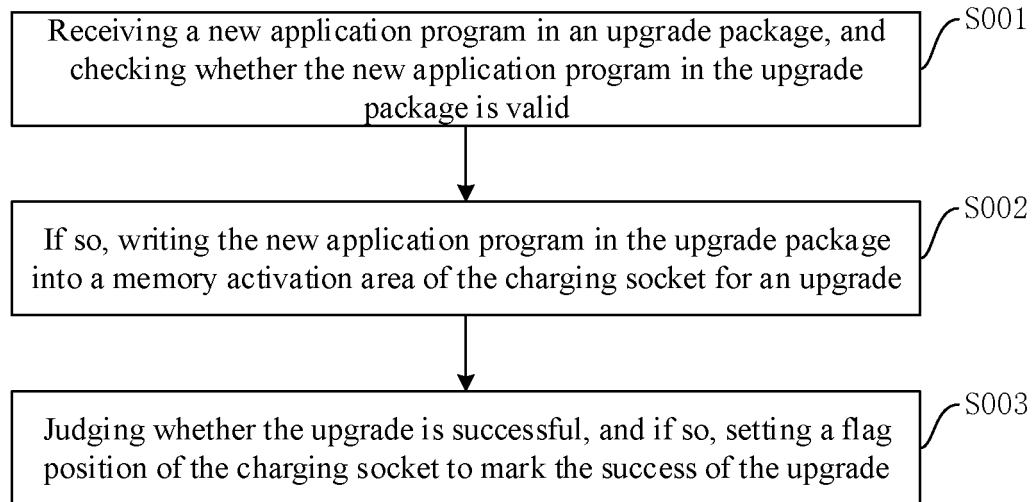 Receiving a new application program in an upgrade package, and
checking whether the new application program in the upgrade
package is valid
S001
If so, writing the new application program in the upgrade package
into a memory activation area of the charging socket for an upgrade
S002
Judging whether the upgrade is successful, and if so, setting a flag
position of the charging socket to mark the success of the upgrade
S003